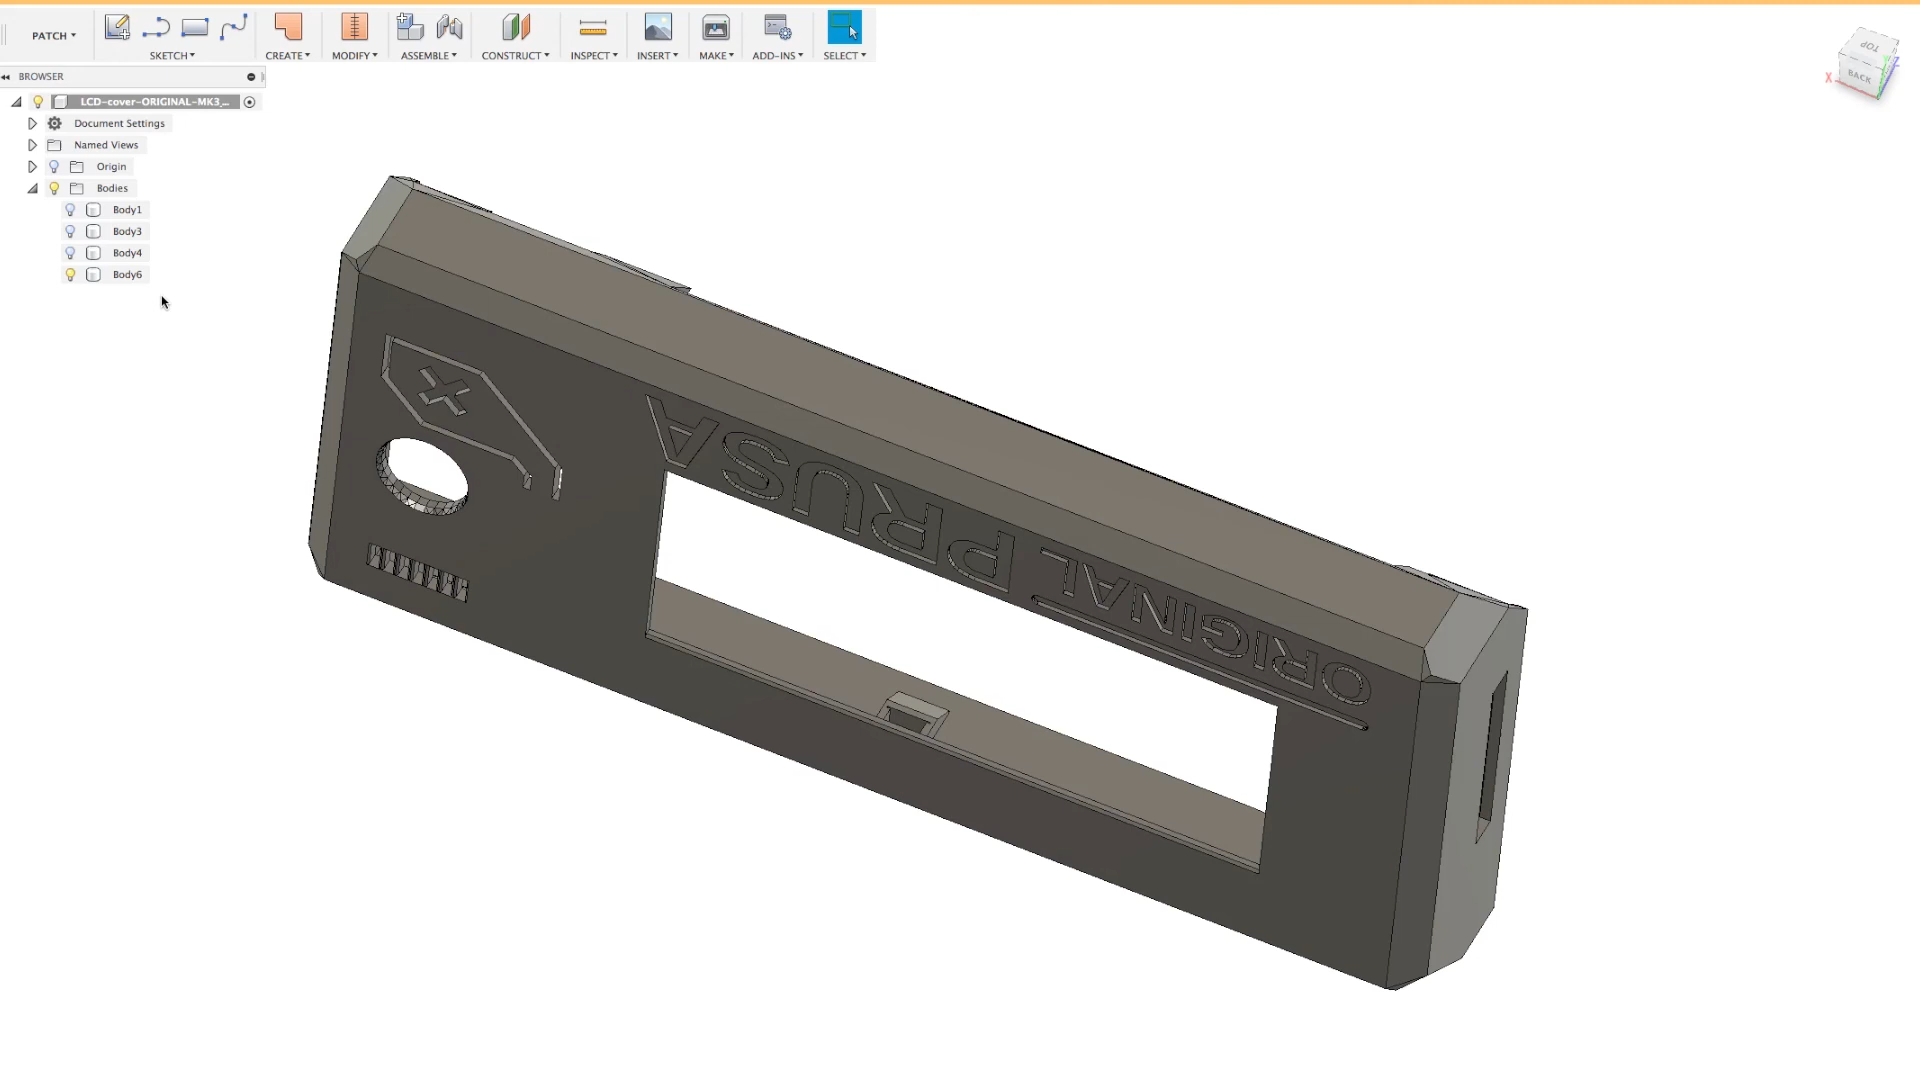 PATCH
SKETCH
CREATE
MODIFY
ASSEMBLE
CONSTRUCT
INSPECT
INSERT
MAKE
ADD-INS
SELECT
TOP
BACK
X
Z
BROWSER
LCD-cover-ORIGINAL-MK3_...
Document Settings
Named Views
Origin
Bodies
Body1
Body3
Body4
Body6
ORIGINAL PRUSA